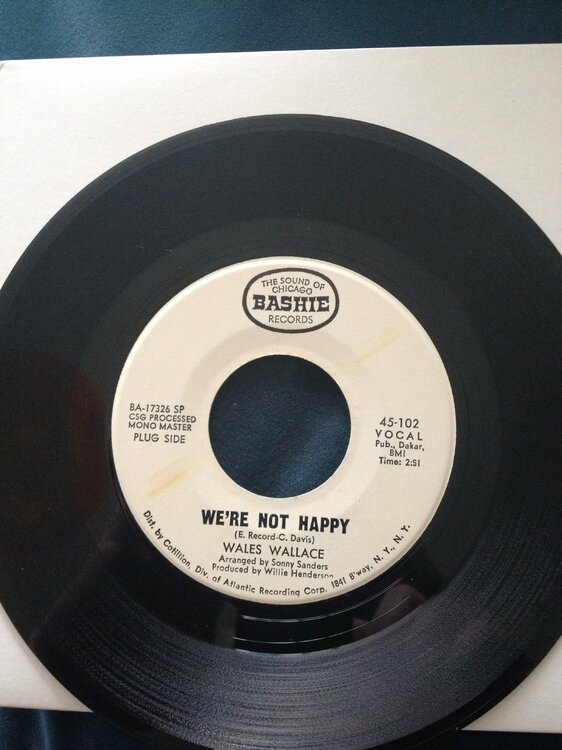 THE SOUND OF
CHICAGO
BASHIE
RECORDS
BA-17326 SP
CSG PROCESSED
MONO MASTER
PLUG SIDE
45-102
VOCAL
Pub., Dakar,
BMI
Time: 2:51
WE'RE NOT HAPPY
(E. Record-C. Davis)
WALES WALLACE
Arranged by Sonny Sanders
Produced by Willie Henderson
Dist. by Cotillion, Div. of Atlantic Recording Corp. 1841 B'way, N. Y., N. Y.